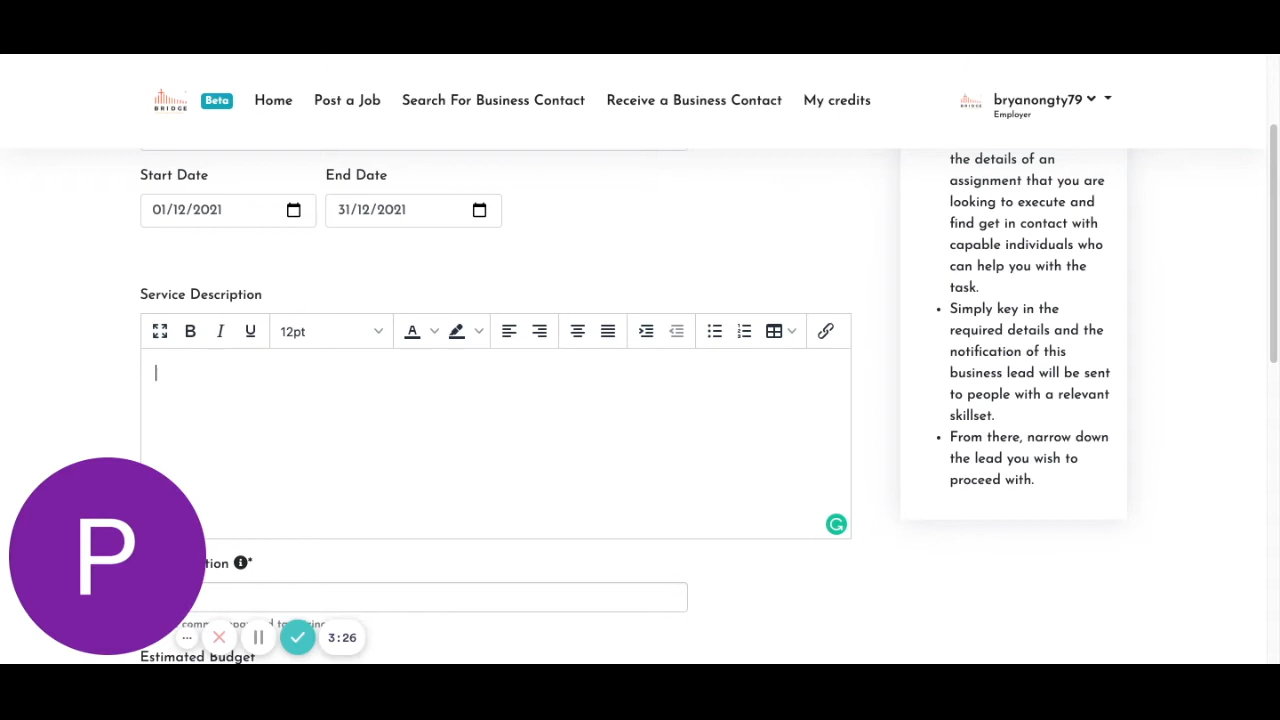 BRIDGE
Beta
Home
Post a Job
Search For Business Contact
Receive a Business Contact
My credits
bryanongty79
Employer
Start Date
End Date
01/12/2021
31/12/2021
Service Description
B
I
U
12pt
A
the details of an
assignment that you are
looking to execute and
find get in contact with
capable individuals who
can help you with the
task.
• Simply key in the
required details and the
notification of this
business lead will be sent
to people with a relevant
skillset.
• From there, narrow down
the lead you wish to
proceed with.
P
tion *
3:26
Estimated Budget